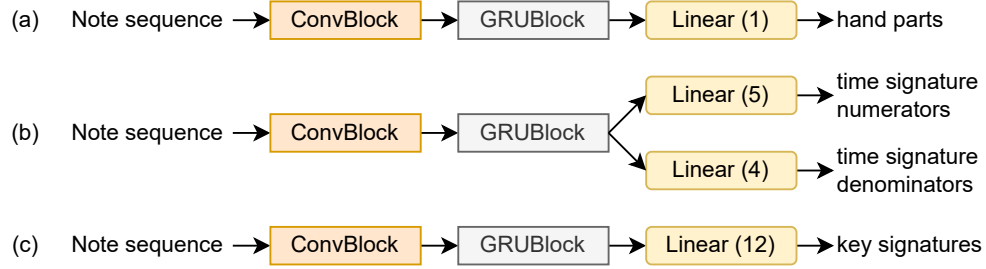 (a) Note sequence ConvBlock GRUBlock Linear (1) hand parts
(b) Note sequence ConvBlock GRUBlock
Linear (5) time signature
numerators
Linear (4) time signature
denominators
(c) Note sequence ConvBlock GRUBlock Linear (12) key signatures